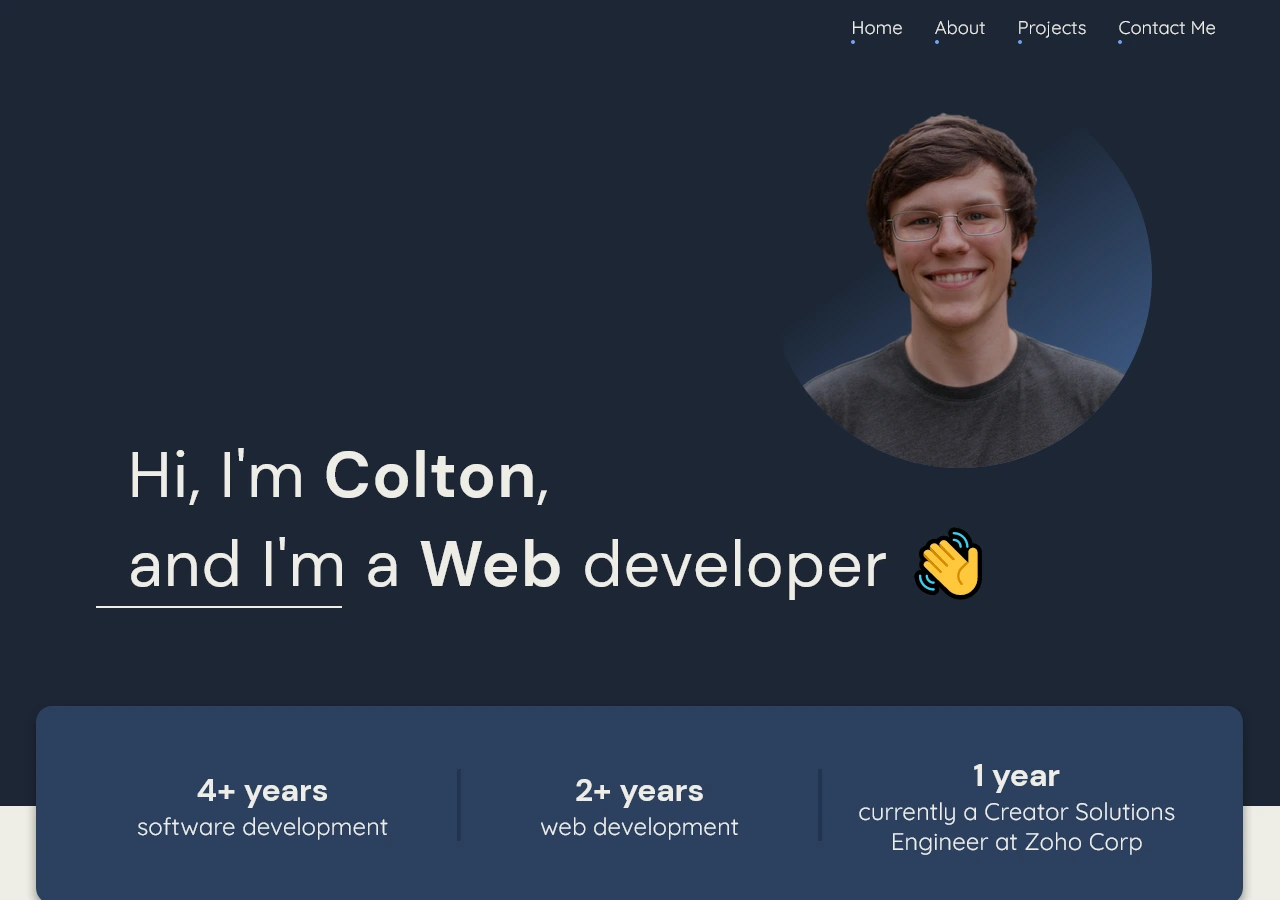 Home About Projects Contact Me
Hi, I'm Colton,
and I'm a Web developer
4+ years
software development
2+ years
web development
1 year
currently a Creator Solutions
Engineer at Zoho Corp